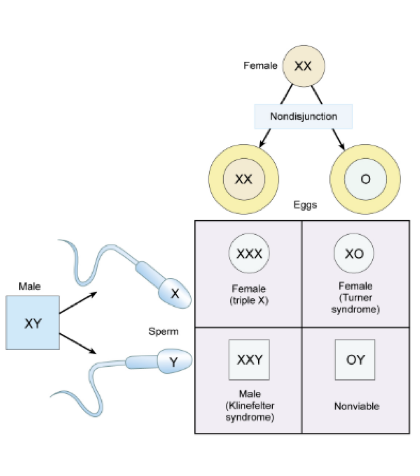 Female
XX
Nondisjunction
XX
O
Eggs
XXX
XO
Female
(triple X)
Female
(Turner
syndrome)
Male
XY
X
Sperm
Y
XXY
OY
Male
(Klinefelter
syndrome)
Nonviable